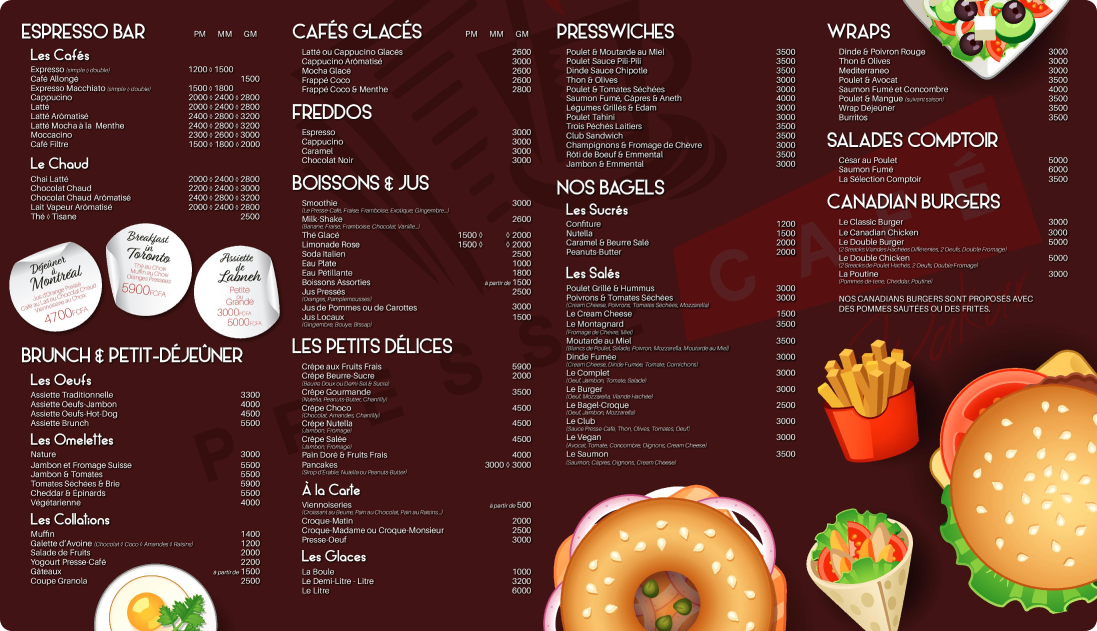 ESPRESSO BAR PM MM GM
Les Cafés
Expresso (simple ◊ double) 1200 ◊ 1500
Café Allongé 1500
Expresso Macchiato (simple ◊ double) 1500 ◊ 1800
Cappucino 2000 ◊ 2400 ◊ 2800
Latté 2000 ◊ 2400 ◊ 2800
Latté Arômatisé 2400 ◊ 2800 ◊ 3200
Latté Mocha à la Menthe 2400 ◊ 2800 ◊ 3200
Moccacino 2300 ◊ 2600 ◊ 3000
Café Filtre 1500 ◊ 1800 ◊ 2000
Le Chaud
Chai Latté 2000 ◊ 2400 ◊ 2800
Chocolat Chaud 2200 ◊ 2400 ◊ 3000
Chocolat Chaud Arômatisé 2400 ◊ 2800 ◊ 3200
Lait Vapeur Arômatisé 2000 ◊ 2400 ◊ 2800
Thé ◊ Tisane 2500
Déjeuner
à
Montréal
Jus d'Orange Pressé
Café au Lait ou Chocolat Chaud
Viennoiserie au Choix
4700FCFA
Breakfast
in
Toronto
Thé au Choix
Muffin au Choix
Oranges Pressées
5900FCFA
Assiette
de
Labneh
Petite
ou
Grande
3000FCFA
5000FCFA
BRUNCH & PETIT-DÉJEÛNER
Les Oeufs
Assiette Traditionnelle 3300
Assiette Oeufs-Jambon 4000
Assiette Oeufs-Hot-Dog 4500
Assiette Brunch 5500
Les Omelettes
Nature 3000
Jambon et Fromage Suisse 5500
Jambon & Tomates 5500
Tomates Séchées & Brie 5900
Cheddar & Épinards 5500
Végétarienne 4000
Les Collations
Muffin 1400
Galette d'Avoine (Chocolat ◊ Coco ◊ Amandes ◊ Raisins) 1200
Salade de Fruits 2000
Yogourt Presse-Café 2200
Gâteaux à partir de 1500
Coupe Granola 2500
CAFÉS GLACÉS PM MM GM
Latté ou Cappucino Glacés 2600
Cappucino Arômatisé 3000
Mocha Glacé 2600
Frappé Coco 2600
Frappé Coco & Menthe 2800
FREDDOS
Espresso 3000
Cappucino 3000
Caramel 3000
Chocolat Noir 3000
BOISSONS & JUS
Smoothie 3000
(Le Presse-Café, Fraise, Framboise, Exotique, Gingembre...)
Milk-Shake 2600
(Banane, Fraise, Framboise, Chocolat, Vanille...)
Thé Glacé 1500 ◊ ◊ 2000
Limonade Rose 1500 ◊ ◊ 2000
Soda Italien 2500
Eau Plate 1000
Eau Pétillante 1800
Boissons Assorties à partir de 1500
Jus Pressés 2500
(Oranges, Pamplemousses)
Jus de Pommes ou de Carottes 3000
Jus Locaux 1500
(Gingembre, Bouye, Bissap)
LES PETITS DÉLICES
Crêpe aux Fruits Frais 5900
Crêpe Beurre-Sucre 2000
(Beurre Doux ou Demi-Sel & Sucre)
Crêpe Gourmande 3500
(Nutella, Peanuts-Butter, Chantilly)
Crêpe Choco 4500
(Chocolat, Amandes, Chantilly)
Crêpe Nutella 4500
(Jambon, Fromage)
Crêpe Salée 4500
(Jambon, Fromage)
Pain Doré & Fruits Frais 4000
Pancakes 3000 ◊ 3000
(Sirop d'Erable, Nutella ou Peanuts-Butter)
À la Carte
Viennoiseries à partir de 500
(Croissant au Beurre, Pain au Chocolat, Pain au Raisins...)
Croque-Matin 2000
Croque-Madame ou Croque-Monsieur 2500
Presse-Oeuf 3000
Les Glaces
La Boule 1000
Le Demi-Litre - Litre 3200
Le Litre 6000
PRESSWICHES
Poulet & Moutarde au Miel 3500
Poulet Sauce Pili-Pili 3500
Dinde Sauce Chipotle 3500
Thon & Olives 3000
Poulet & Tomates Séchées 3000
Saumon Fumé, Câpres & Aneth 4000
Légumes Grillés & Edam 3000
Poulet Tahini 3000
Trois Péchés Laitiers 3500
Club Sandwich 3500
Champignons & Fromage de Chèvre 3000
Rôti de Boeuf & Emmental 3500
Jambon & Emmental 3000
NOS BAGELS
Les Sucrés
Confiture 1200
Nutella 1500
Caramel & Beurre Salé 2000
Peanuts-Butter 2000
Les Salés
Poulet Grillé & Hummus 3000
Poivrons & Tomates Séchées 3000
(Cream Cheese, Poivrons, Tomates Séchées, Mozzarella)
Le Cream Cheese 1500
Le Montagnard 3500
(Fromage de Chèvre, Miel)
Moutarde au Miel 3500
(Blancs de Poulet, Salade, Poivron, Mozzarella, Moutarde au Miel)
Dinde Fumée 3000
(Cream Cheese, Dinde Fumée, Tomate, Cornichons)
Le Complet 3000
(Oeuf, Jambon, Tomate, Salade)
Le Burger 3000
(Oeuf, Mozzarella, Viande Hachée)
Le Bagel-Croque 2500
(Oeuf, Jambon, Mozzarella)
Le Club 3000
(Sauce Presse-Café, Thon, Olives, Tomates, Oeuf)
Le Vegan 3000
(Avocat, Tomate, Concombre, Oignons, Cream Cheese)
Le Saumon 3500
(Saumon, Câpres, Oignons, Cream Cheese)
WRAPS
Dinde & Poivron Rouge 3000
Thon & Olives 3000
Mediterraneo 3000
Poulet & Avocat 3500
Saumon Fumé et Concombre 4000
Poulet & Mangue (suivant saison) 3500
Wrap Déjeuner 3500
Burritos 3500
SALADES COMPTOIR
César au Poulet 5000
Saumon Fumé 6000
La Sélection Comptoir 3500
CANADIAN BURGERS
Le Classic Burger 3000
Le Canadian Chicken 3000
Le Double Burger 5000
(2 Steacks Viandes Hachées Différentes, 2 Oeufs, Double Fromage)
Le Double Chicken 5000
(2 Steacks de Poulet Hachés, 2 Oeufs, Double Fromage)
La Poutine 3000
(Pommes-de-terre, Cheddar, Poutine)
NOS CANADIANS BURGERS SONT PROPOSÉS AVEC
DES POMMES SAUTÉES OU DES FRITES.
PRESSE
CAFÉ